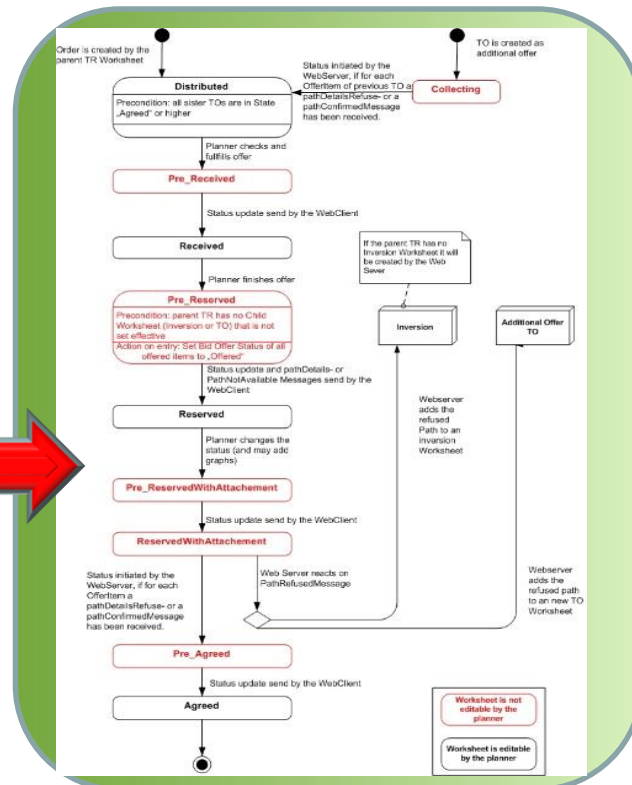 Order is created by the
parent TR Worksheet
TO is created as
additional offer
Status initiated by the
WebServer, if for each
OfferItem of previous TO a
pathDetailsRefuse- or a
pathConfirmedMessage
has been received.
Collecting
Distributed
Precondition: all sister TOs are in State
„Agreed" or higher
Planner checks and
fullfills offer
Pre_Received
Status update send by the WebClient
Received
If the parent TR has no
Inversion Worksheet it will
be created by the Web
Sever
Planner finishes offer
Pre_Reserved
Precondition: parent TR has no Child
Worksheet (Inversion or TO) that is not
set effective
Action on entry: Set Bid Offer Status of all
offered items to „Offered"
Inversion
Additional Offer
TO
Status update and pathDetails- or
PathNotAvailable Messages send by the
WebClient
Reserved
Webserver
adds the
refused
Path to an
inversion
Worksheet
Planner changes the
status (and may add
graphs)
Pre_ReservedWithAttachement
Status update send by the WebClient
ReservedWithAttachement
Status initiated by the
WebServer, if for each
OfferItem a
pathDetailsRefuse- or a
pathConfirmedMessage
has been received.
Web Server reacts on
PathRefusedMessage
Webserver
adds the
refused path
to an new TO
Worksheet
Pre_Agreed
Status update send by the WebClient
Agreed
Worksheet is not
editable by the
planner
Worksheet is editable
by the planner